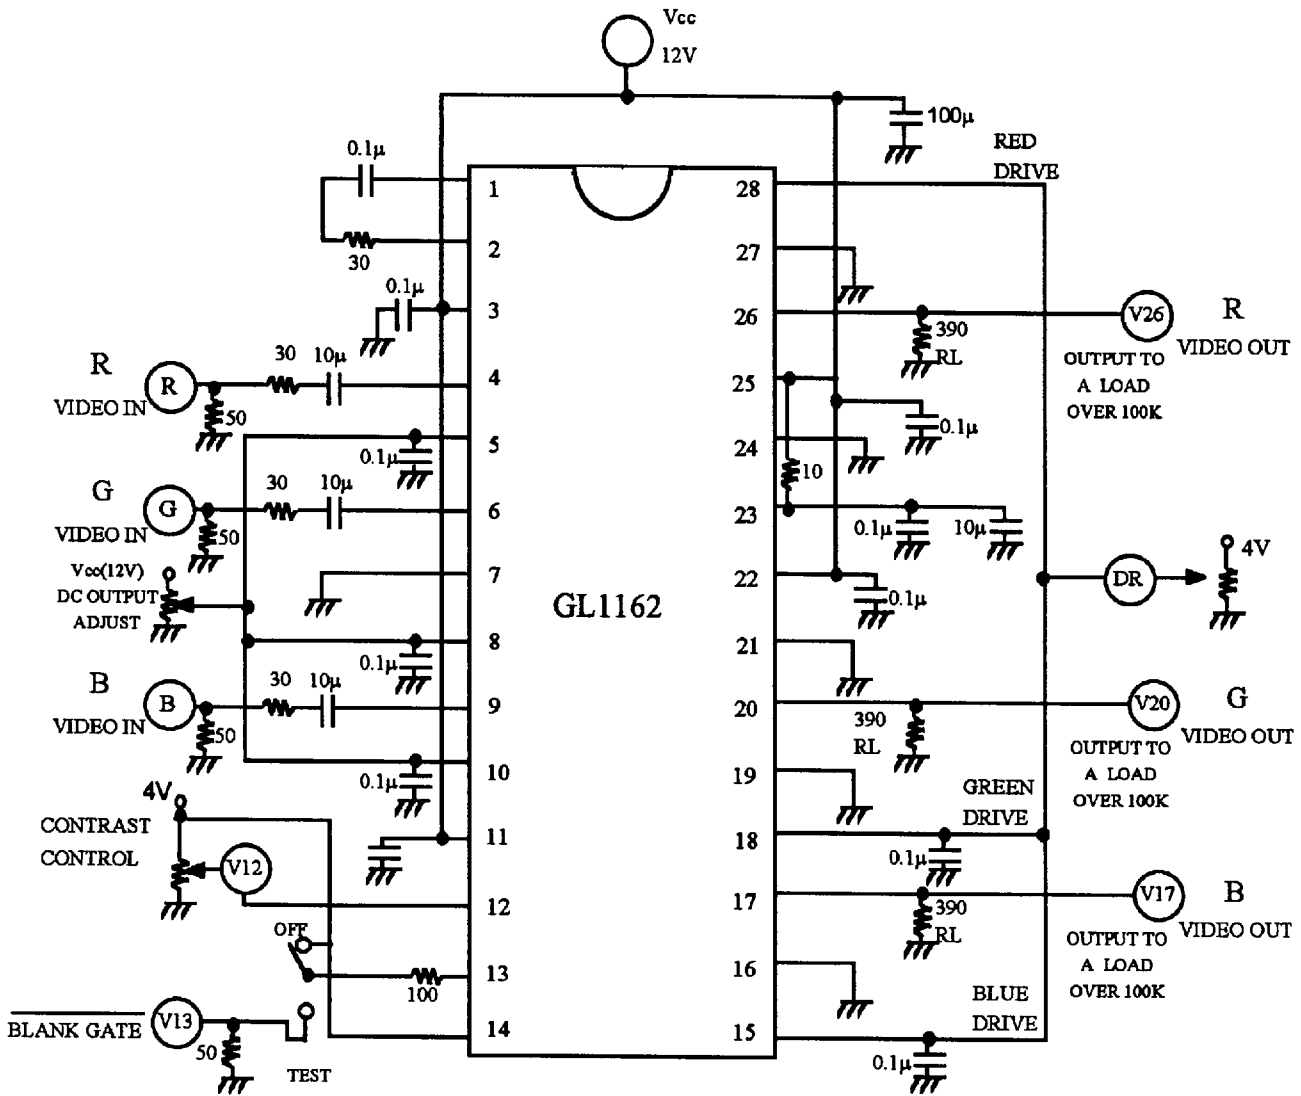 Vcc
12V
100µ
0.1µ
30
0.1µ
RED
DRIVE
1
2
3
4
5
6
7
8
9
10
11
12
13
14
28
27
26
25
24
23
22
21
20
19
18
17
16
15
GL1162
R
VIDEO IN
R
50
30
10µ
0.1µ
G
VIDEO IN
G
50
30
10µ
Vcc(12V)
DC OUTPUT
ADJUST
0.1µ
B
VIDEO IN
B
50
30
10µ
0.1µ
4V
CONTRAST
CONTROL
V12
OFF
100
BLANK GATE
V13
50
TEST
390
RL
V26
R
VIDEO OUT
OUTPUT TO
A LOAD
OVER 100K
0.1µ
10
0.1µ
10µ
0.1µ
DR
4V
390
RL
V20
G
VIDEO OUT
OUTPUT TO
A LOAD
OVER 100K
GREEN
DRIVE
0.1µ
390
RL
V17
B
VIDEO OUT
OUTPUT TO
A LOAD
OVER 100K
BLUE
DRIVE
0.1µ